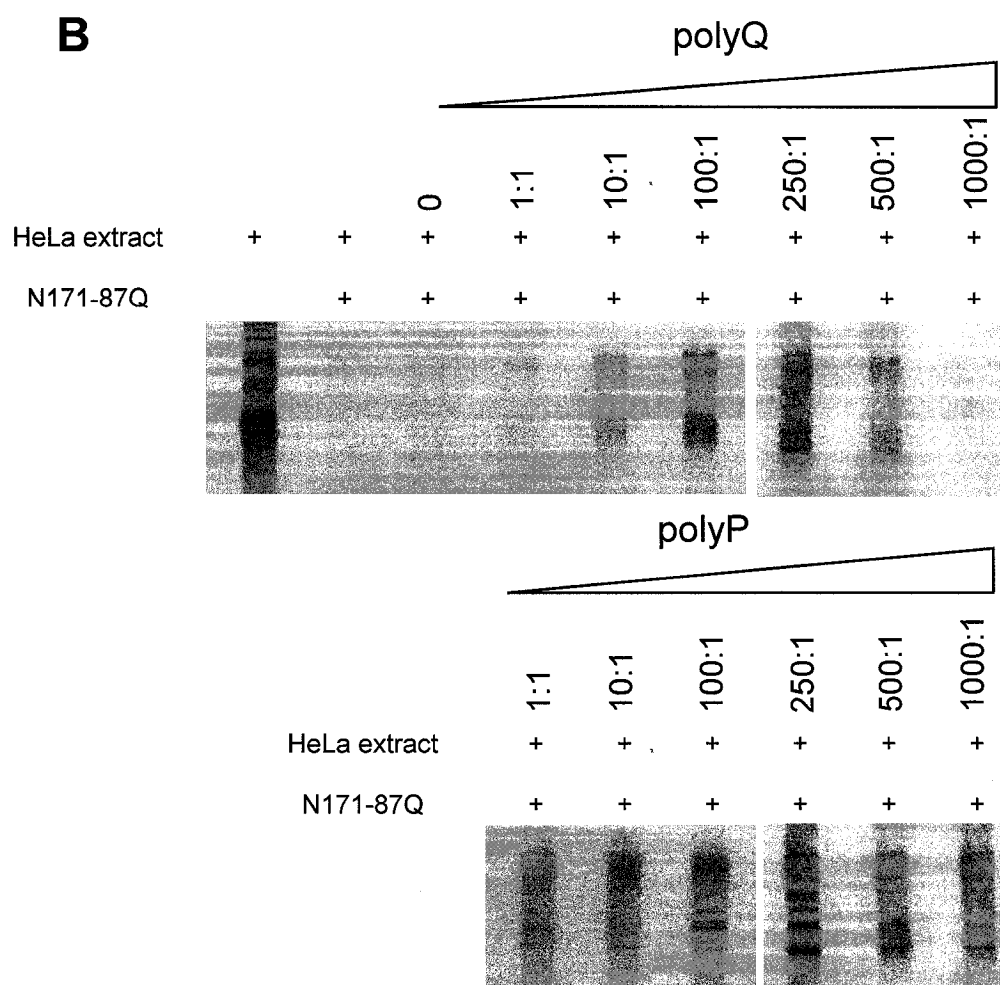 B
polyQ
0 1:1 10:1 100:1 250:1 500:1 1000:1
HeLa extract + + + + + + + + +
N171-87Q + + + + + + + +
polyP
1:1 10:1 100:1 250:1 500:1 1000:1
HeLa extract + + + + + +
N171-87Q + + + + + +